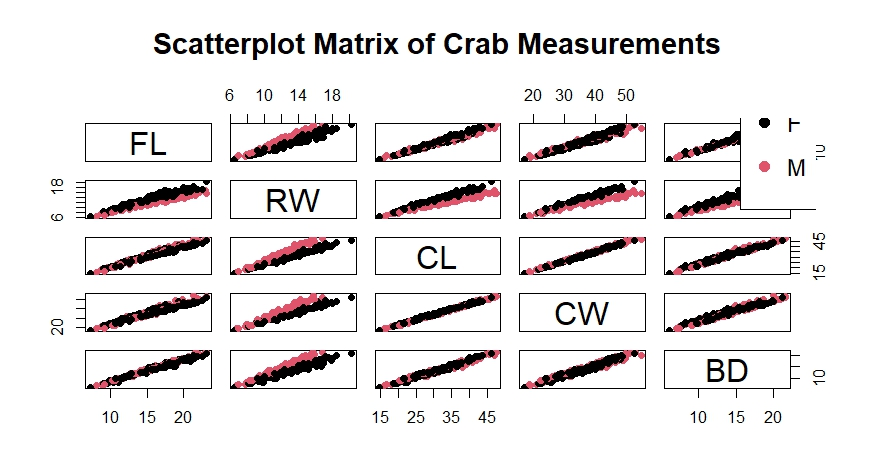 Scatterplot Matrix of Crab Measurements
6 10 14 18 20 30 40 50
FL
F
M
18
6
RW
CL
45
15
20
CW
BD
10
10 15 20 15 25 35 45 10 15 20